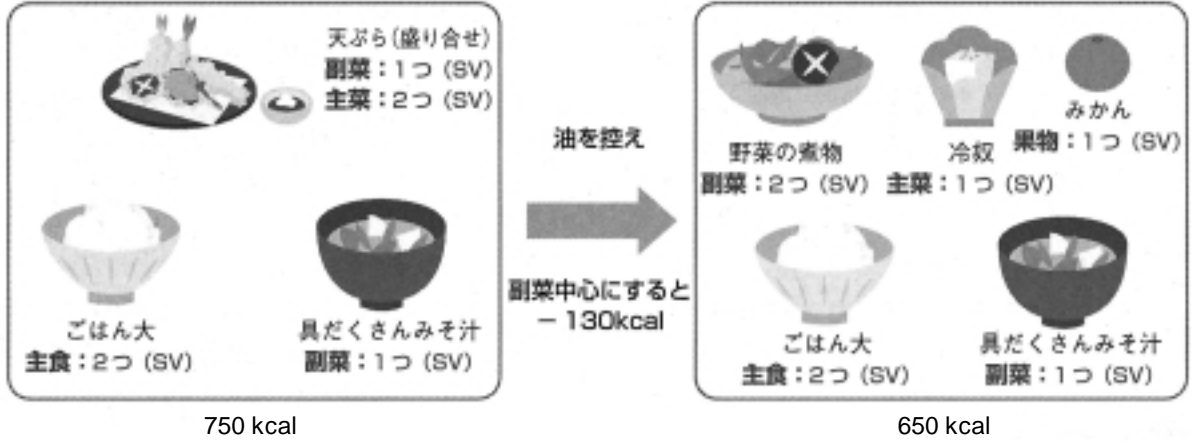 天ぷら(盛り合せ)
副菜：1つ (SV)
主菜：2つ (SV)
ごはん大
主食：2つ (SV)
具だくさんみそ汁
副菜：1つ (SV)
750 kcal
油を控え
副菜中心にすると
－130kcal
野菜の煮物
副菜：2つ (SV)
冷奴
主菜：1つ (SV)
みかん
果物：1つ (SV)
ごはん大
主食：2つ (SV)
具だくさんみそ汁
副菜：1つ (SV)
650 kcal